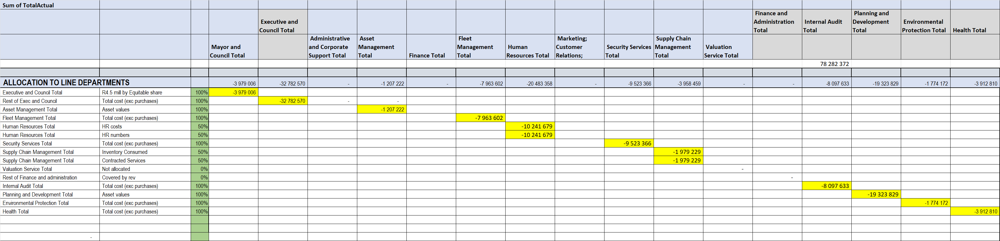 Sum of TotalActual
Executive and Council Total
Finance and Administration Total
Internal Audit Total
Planning and Development Total
Environmental Protection Total
Health Total
Mayor and Council Total
Administrative and Corporate Support Total
Asset Management Total
Finance Total
Fleet Management Total
Human Resources Total
Marketing; Customer Relations;
Security Services Total
Supply Chain Management Total
Valuation Service Total
78 282 372
ALLOCATION TO LINE DEPARTMENTS -3 979 006 -32 782 570 - -1 207 222 - -7 963 602 -20 483 358 - -9 523 366 -3 958 459 - - -8 097 633 -19 323 829 -1 774 172 -3 912 810
Executive and Council Total R4.5 mill by Equitable share 100% -3 979 006
Rest of Exec and Council Total cost (exc purchases) 100% -32 782 570 - -
Asset Management Total Asset values 100% -1 207 222
Fleet Management Total Total cost (exc purchases) 100% -7 963 602
Human Resources Total HR costs 50% -10 241 679
Human Resources Total HR numbers 50% -10 241 679
Security Services Total Total cost (exc purchases) 100% -9 523 366
Supply Chain Management Total Inventory Consumed 50% -1 979 229
Supply Chain Management Total Contracted Services 50% -1 979 229
Valuation Service Total Not allocated 0% -
Rest of Finance and administration Covered by rev 0% -
Internal Audit Total Total cost (exc purchases) 100% -8 097 633
Planning and Development Total Asset values 100% -19 323 829
Environmental Protection Total Total cost (exc purchases) 100% -1 774 172
Health Total Total cost (exc purchases) 100% -3 912 810
-